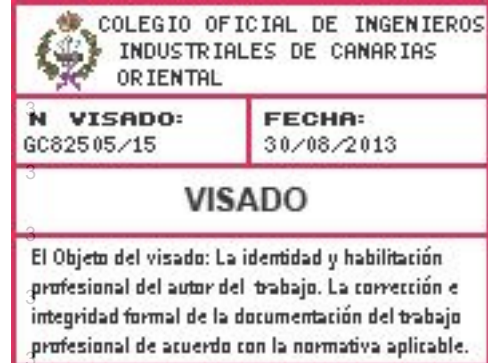 COLEGIO OFICIAL DE INGENIEROS
INDUSTRIALES DE CANARIAS
ORIENTAL
N VISADO:
GC82505/15
FECHA:
30/08/2013
VISADO
El Objeto del visado: La identidad y habilitación
profesional del autor del trabajo. La corrección e
integridad formal de la documentación del trabajo
profesional de acuerdo con la normativa aplicable.